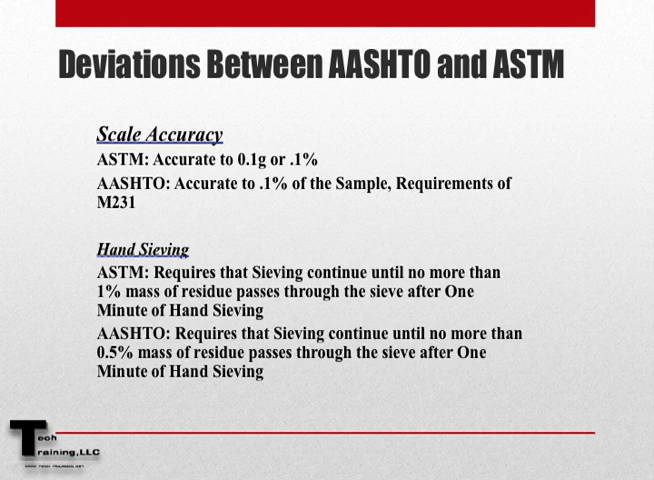 Deviations Between AASHTO and ASTM
Scale Accuracy
ASTM: Accurate to 0.1g or .1%
AASHTO: Accurate to .1% of the Sample, Requirements of
M231
Hand Sieving
ASTM: Requires that Sieving continue until no more than
1% mass of residue passes through the sieve after One
Minute of Hand Sieving
AASHTO: Requires that Sieving continue until no more than
0.5% mass of residue passes through the sieve after One
Minute of Hand Sieving
Tech
Training,LLC